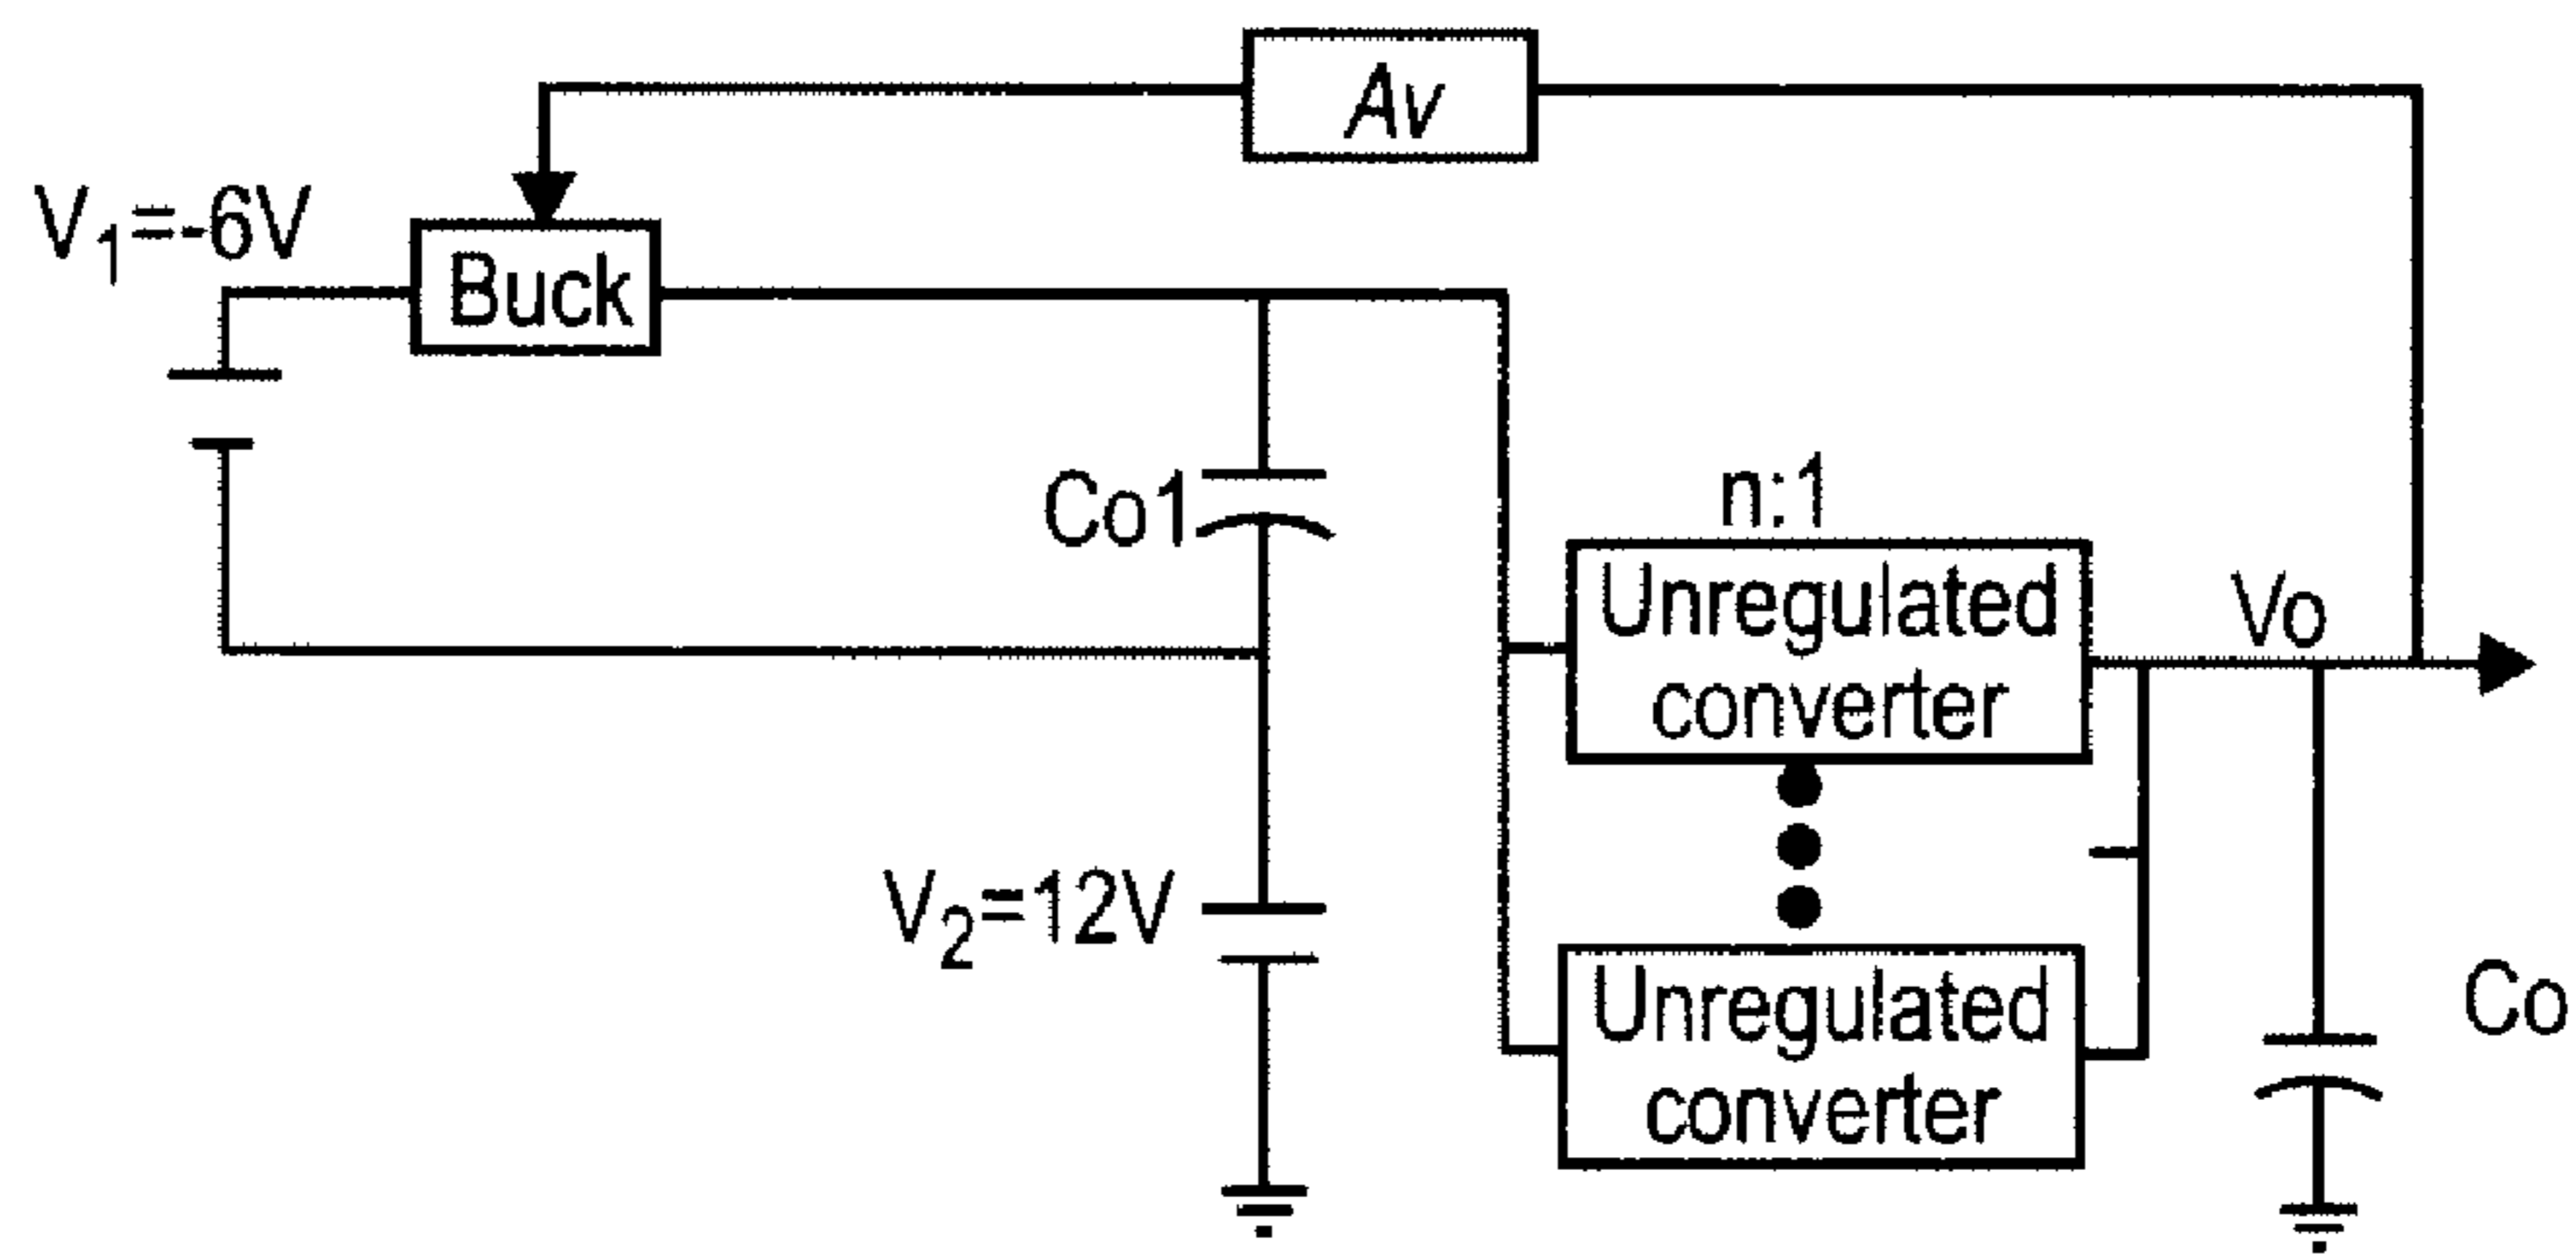 Av
V1=-6V
Buck
Co1
n:1
Unregulated
converter
Vo
V2=12V
Unregulated
converter
Co